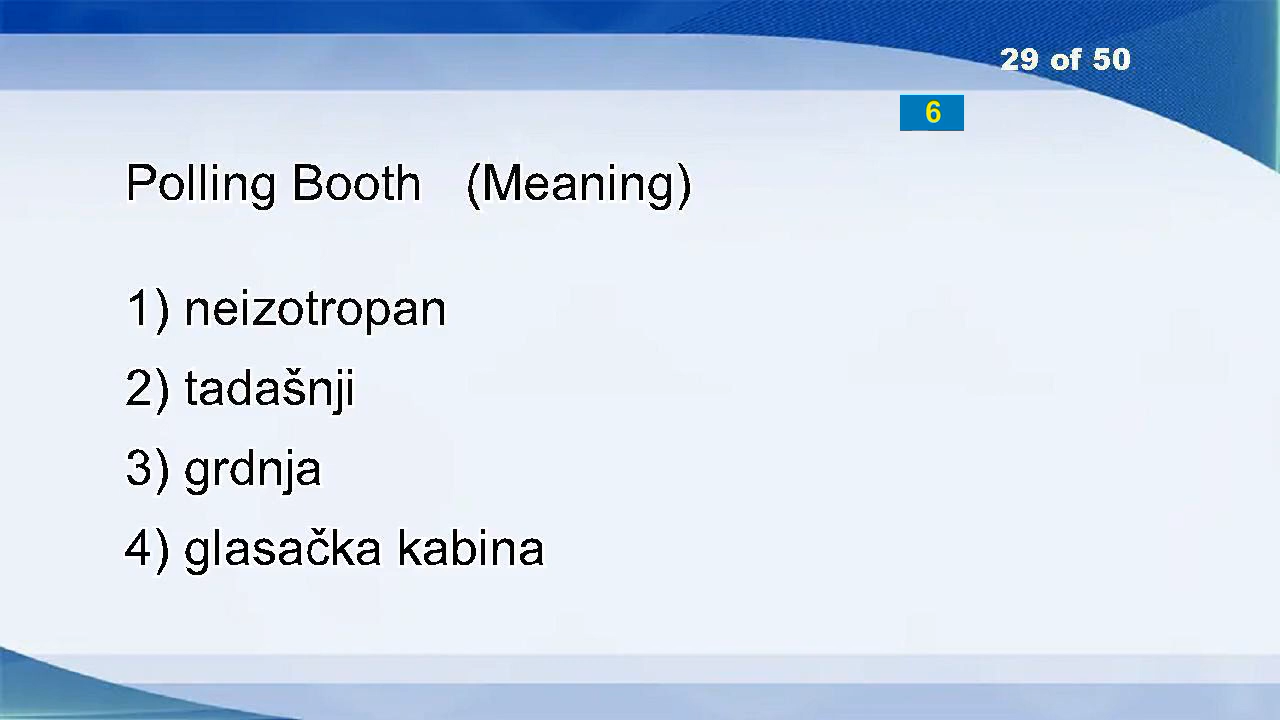 29 of 50
6
Polling Booth (Meaning)
1) neizotropan
2) tadašnji
3) grdnja
4) glasačka kabina